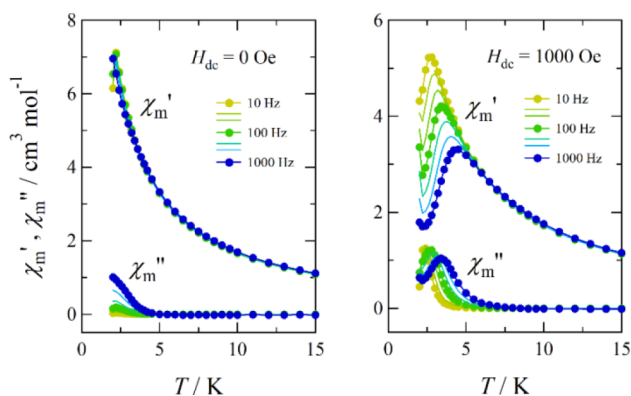 χm' , χm" / cm³ mol⁻¹
8
6
4
2
0
0
5
10
15
T / K
Hdc = 0 Oe
χm'
10 Hz
100 Hz
1000 Hz
χm"
6
4
2
0
0
5
10
15
T / K
Hdc = 1000 Oe
χm'
10 Hz
100 Hz
1000 Hz
χm"